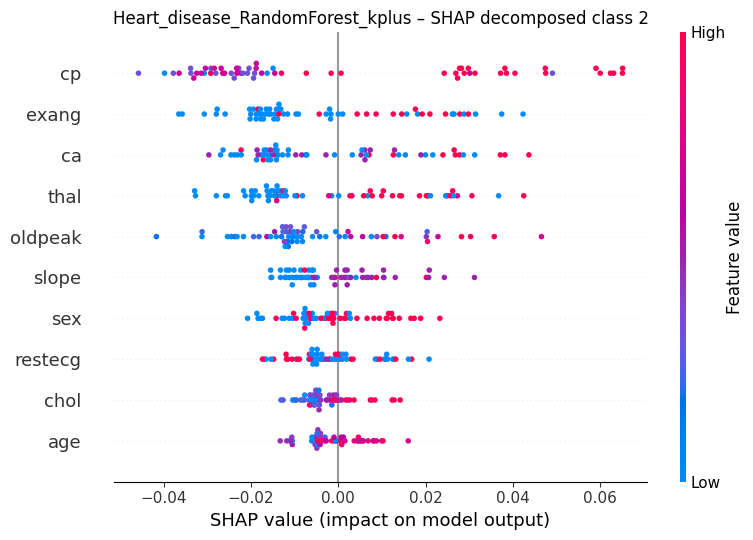 Heart_disease_RandomForest_kplus – SHAP decomposed class 2
High
cp
exang
ca
thal
oldpeak
slope
sex
restecg
chol
age
Feature value
Low
−0.04 −0.02 0.00 0.02 0.04 0.06
SHAP value (impact on model output)